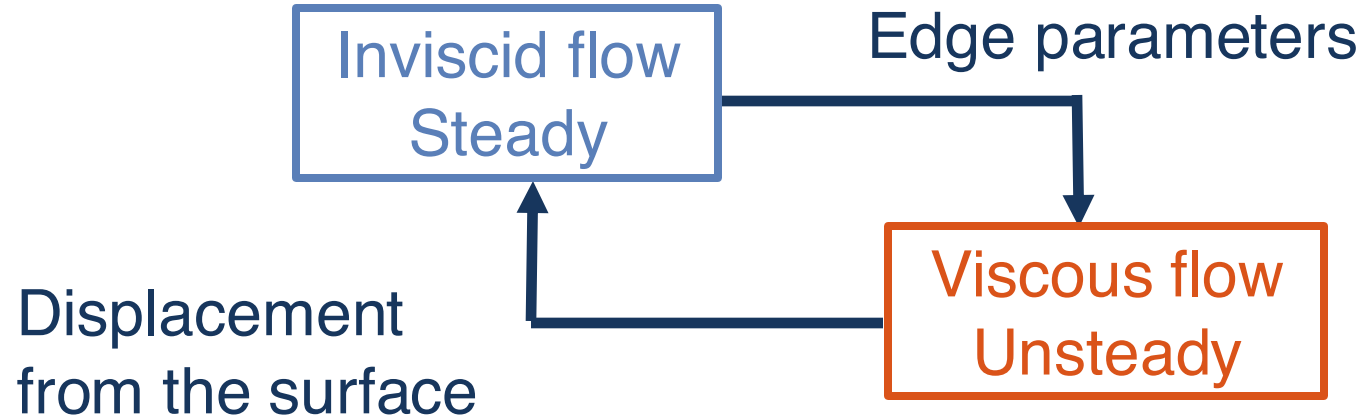 Inviscid flow
Steady
Edge parameters
Viscous flow
Unsteady
Displacement
from the surface